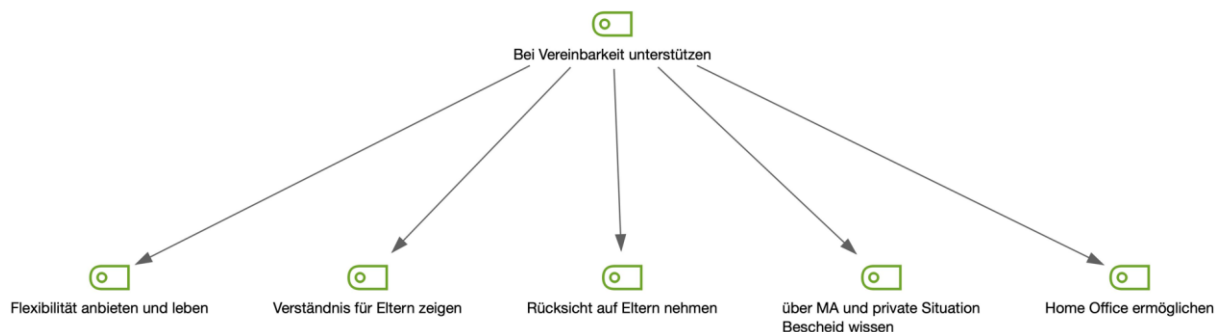 Bei Vereinbarkeit unterstützen
Flexibilität anbieten und leben
Verständnis für Eltern zeigen
Rücksicht auf Eltern nehmen
über MA und private Situation
Bescheid wissen
Home Office ermöglichen